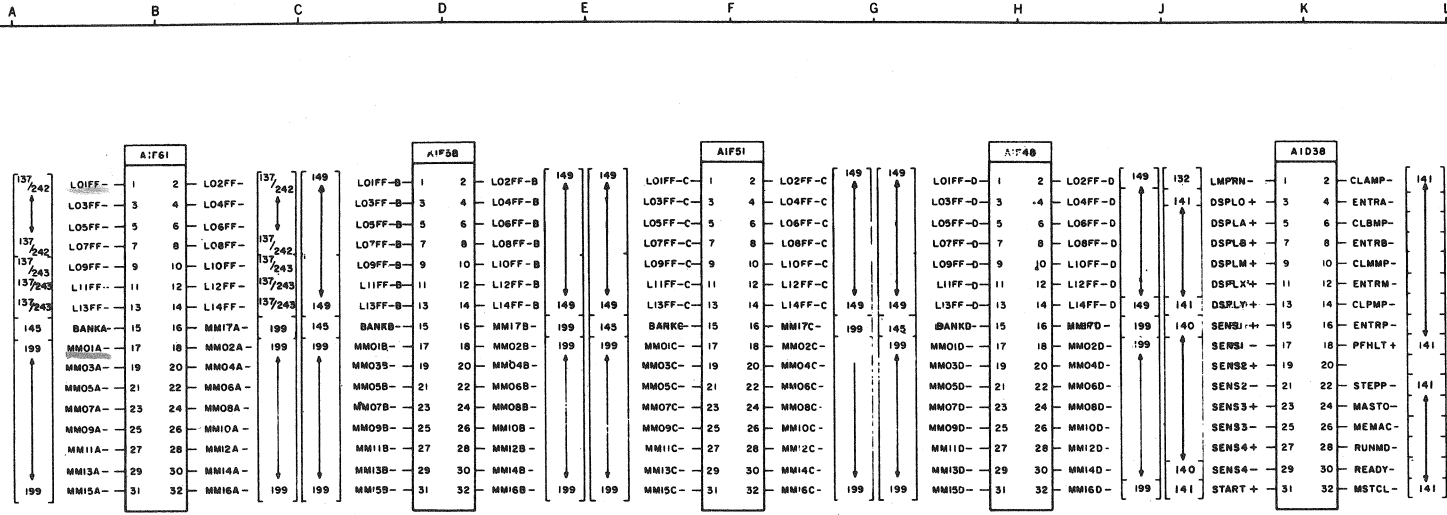 A B C D E F G H J K L
A1F61 A1F58 A1F51 A1F48 A1D38
137/242 L01FF- 1 2 L02FF- 137/242 149 L01FF-B 1 2 L02FF-B 149 149 L01FF-C 1 2 L02FF-C 149 149 L01FF-D 1 2 L02FF-D 149 132 LMPRN- 1 2 CLAMP- 141
L03FF- 3 4 L04FF- L03FF-B 3 4 L04FF-B L03FF-C 3 4 L04FF-C L03FF-D 3 4 L04FF-D 141 DSPLO+ 3 4 ENTRA-
L05FF- 5 6 L06FF- L05FF-B 5 6 L06FF-B L05FF-C 5 6 L06FF-C L05FF-D 5 6 L06FF-D DSPLA+ 5 6 CLBMP-
137/242 L07FF- 7 8 L08FF- 137/242 L07FF-B 7 8 L08FF-B L07FF-C 7 8 L08FF-C L07FF-D 7 8 L08FF-D DSPLB+ 7 8 ENTRB-
137/243 L09FF- 9 10 L10FF- 137/243 L09FF-B 9 10 L10FF-B L09FF-C 9 10 L10FF-C L09FF-D 9 10 L10FF-D DSPLM+ 9 10 CLMMP-
137/243 L11FF- 11 12 L12FF- 137/243 L11FF-B 11 12 L12FF-B L11FF-C 11 12 L12FF-C L11FF-D 11 12 L12FF-D DSPLX+ 11 12 ENTRM-
137/243 L13FF- 13 14 L14FF- 137/243 149 L13FF-B 13 14 L14FF-B 149 149 L13FF-C 13 14 L14FF-C 149 149 L13FF-D 13 14 L14FF-D 149 141 DSPLY+ 13 14 CLPMP-
145 BANKA- 15 16 MM17A- 199 145 BANKB- 15 16 MM17B- 199 145 BANKC- 15 16 MM17C- 199 145 BANKD- 15 16 MM17D- 199 140 SENS1+ 15 16 ENTRP-
199 MM01A- 17 18 MM02A- 199 199 MM01B- 17 18 MM02B- 199 199 MM01C- 17 18 MM02C- 199 MM01D- 17 18 MM02D- 199 SENS1- 17 18 PFHLT+ 141
MM03A- 19 20 MM04A- MM03B- 19 20 MM04B- MM03C- 19 20 MM04C- MM03D- 19 20 MM04D- SENS2+ 19 20
MM05A- 21 22 MM06A- MM05B- 21 22 MM06B- MM05C- 21 22 MM06C- MM05D- 21 22 MM06D- SENS2- 21 22 STEPP- 141
MM07A- 23 24 MM08A- MM07B- 23 24 MM08B- MM07C- 23 24 MM08C- MM07D- 23 24 MM08D- SENS3+ 23 24 MASTO-
MM09A- 25 26 MM10A- MM09B- 25 26 MM10B- MM09C- 25 26 MM10C- MM09D- 25 26 MM10D- SENS3- 25 26 MEMAC-
MM11A- 27 28 MM12A- MM11B- 27 28 MM12B- MM11C- 27 28 MM12C- MM11D- 27 28 MM12D- SENS4+ 27 28 RUNMD-
MM13A- 29 30 MM14A- MM13B- 29 30 MM14B- MM13C- 29 30 MM14C- MM13D- 29 30 MM14D- 140 SENS4- 29 30 READY-
199 MM15A- 31 32 MM16A- 199 199 MM15B- 31 32 MM16B- 199 199 MM15C- 31 32 MM16C- 199 199 MM15D- 31 32 MM16D- 199 141 START+ 31 32 MSTCL- 141